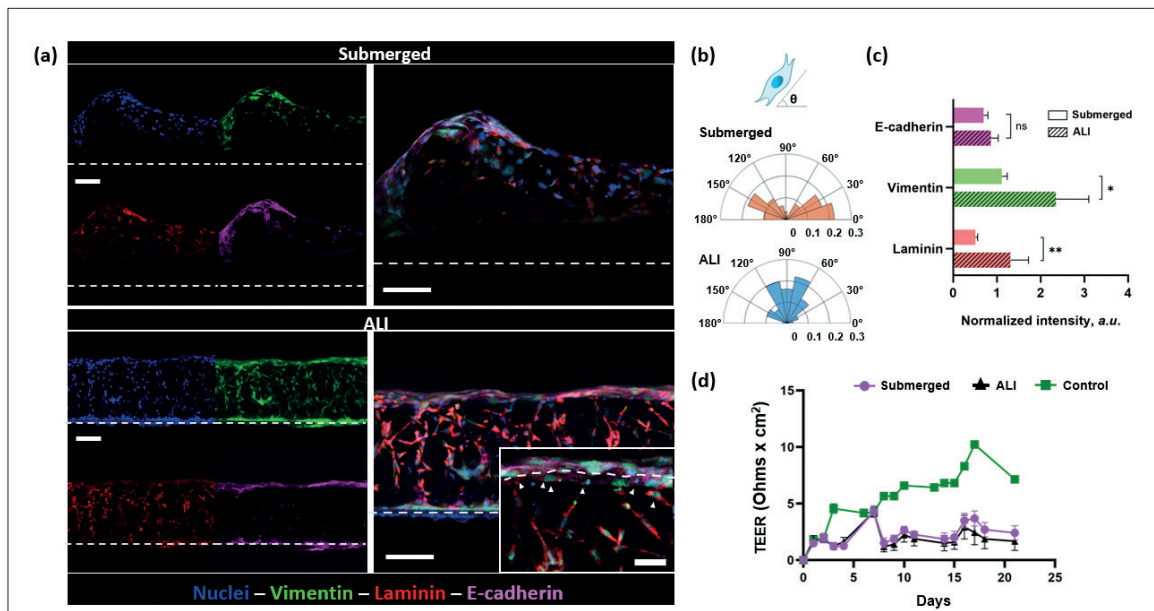 (a)
Submerged
ALI
Nuclei – Vimentin – Laminin – E-cadherin
(b)
θ
Submerged
90°
120° 60°
150° 30°
180° 0°
0 0.1 0.2 0.3
ALI
90°
120° 60°
150° 30°
180° 0°
0 0.1 0.2 0.3
(c)
Submerged
ALI
E-cadherin
ns
Vimentin
*
Laminin
**
0 1 2 3 4
Normalized intensity, a.u.
(d)
Submerged ALI Control
TEER (Ohms x cm²)
15
10
5
0
0 5 10 15 20 25
Days